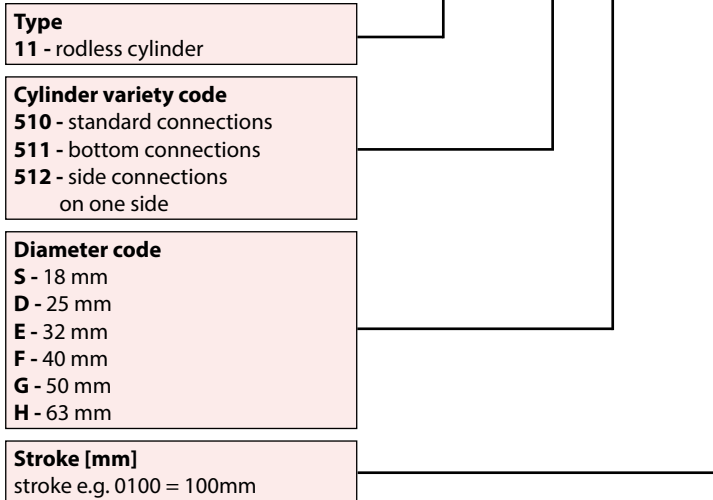 Type
11 - rodless cylinder
Cylinder variety code
510 - standard connections
511 - bottom connections
512 - side connections
on one side
Diameter code
S - 18 mm
D - 25 mm
E - 32 mm
F - 40 mm
G - 50 mm
H - 63 mm
Stroke [mm]
stroke e.g. 0100 = 100mm